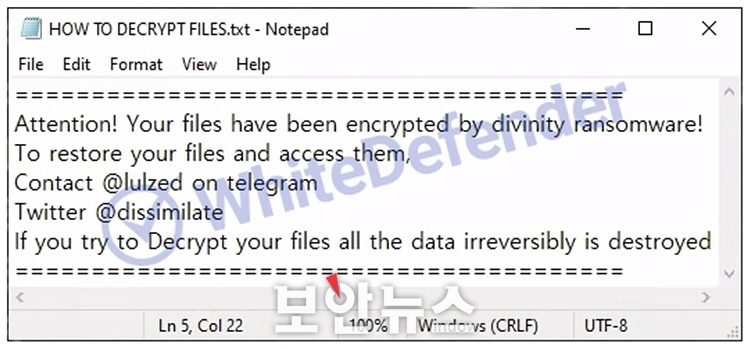 HOW TO DECRYPT FILES.txt - Notepad
File Edit Format View Help
==========================================
Attention! Your files have been encrypted by divinity ransomware!
To restore your files and access them,
Contact @lulzed on telegram
Twitter @dissimilate
If you try to Decrypt your files all the data irreversibly is destroyed
========================================
WhiteDefender
보안뉴스
Ln 5, Col 22 100% Windows (CRLF) UTF-8